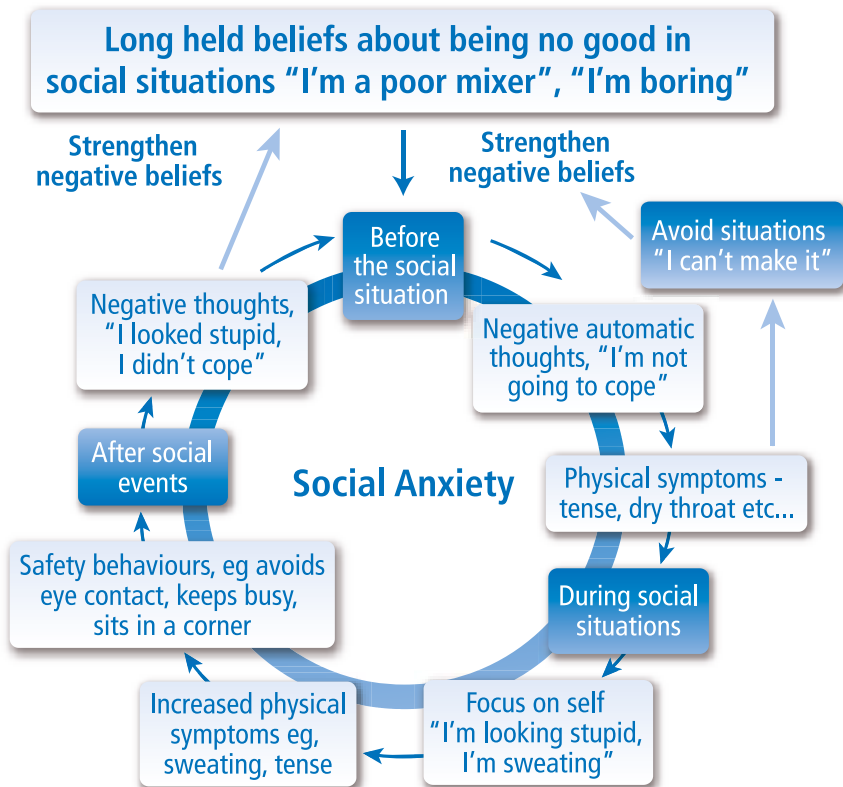 Long held beliefs about being no good in
social situations “I’m a poor mixer”, “I’m boring”
Strengthen
negative beliefs
Strengthen
negative beliefs
Before
the social
situation
Avoid situations
“I can’t make it”
Negative thoughts,
“I looked stupid,
I didn’t cope”
Negative automatic
thoughts, “I’m not
going to cope”
After social
events
Social Anxiety
Physical symptoms -
tense, dry throat etc...
Safety behaviours, eg avoids
eye contact, keeps busy,
sits in a corner
During social
situations
Increased physical
symptoms eg,
sweating, tense
Focus on self
“I’m looking stupid,
I’m sweating”